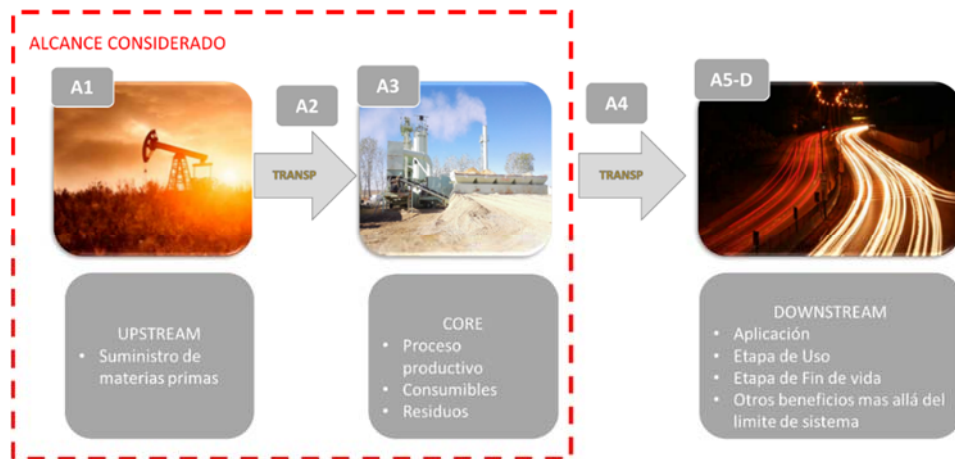 ALCANCE CONSIDERADO
A1
A2
TRANSP
A3
A4
TRANSP
A5-D
UPSTREAM
• Suministro de
materias primas
CORE
• Proceso
productivo
• Consumibles
• Residuos
DOWNSTREAM
• Aplicación
• Etapa de Uso
• Etapa de Fin de vida
• Otros beneficios mas allá del
limite de sistema